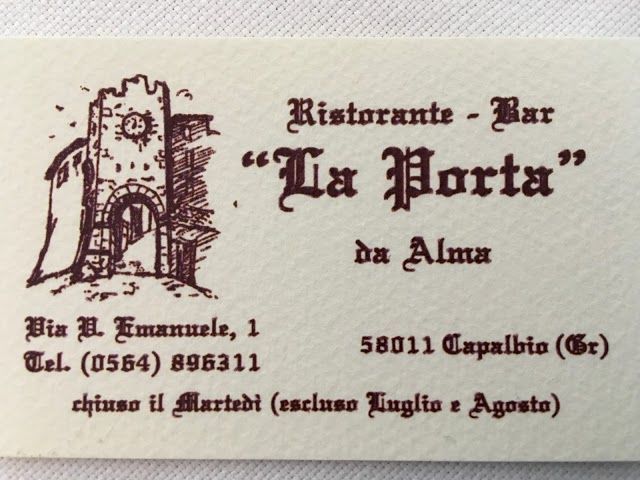 Ristorante - Bar
"La Porta"
da Alma
Via V. Emanuele, 1
Tel. (0564) 896311
58011 Capalbio (Gr)
chiuso il Martedì (escluso Luglio e Agosto)